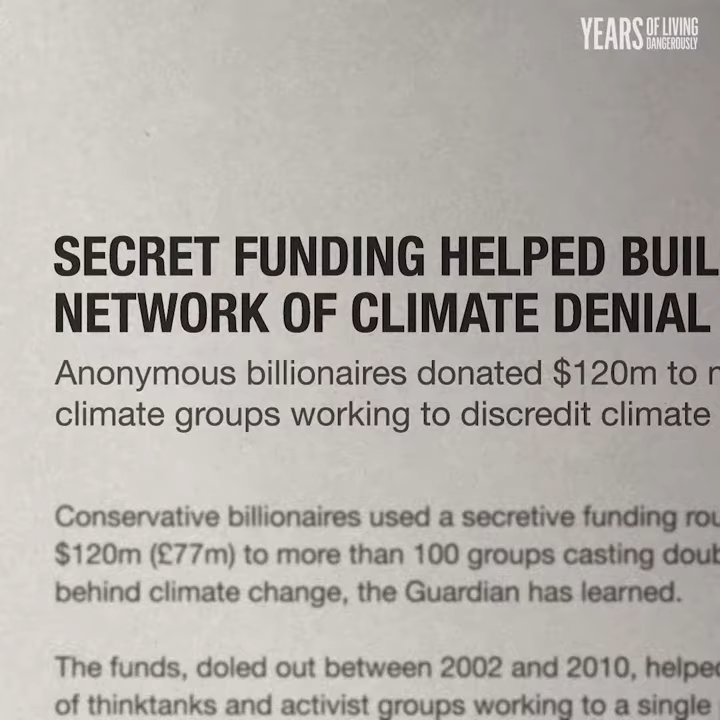 YEARS OF LIVING
DANGEROUSLY
SECRET FUNDING HELPED BUIL
NETWORK OF CLIMATE DENIAL
Anonymous billionaires donated $120m to
climate groups working to discredit climate
Conservative billionaires used a secretive funding rou
$120m (£77m) to more than 100 groups casting doub
behind climate change, the Guardian has learned.
The funds, doled out between 2002 and 2010, helped
of thinktanks and activist groups working to a single